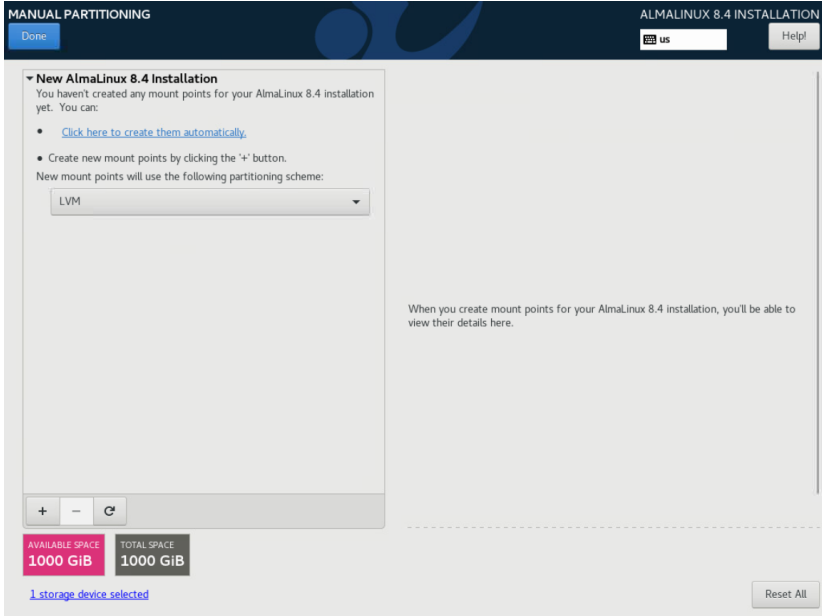 MANUAL PARTITIONING
ALMALINUX 8.4 INSTALLATION
Done
us
Help!
New AlmaLinux 8.4 Installation
You haven't created any mount points for your AlmaLinux 8.4 installation
yet. You can:
Click here to create them automatically.
Create new mount points by clicking the '+' button.
New mount points will use the following partitioning scheme:
LVM
When you create mount points for your AlmaLinux 8.4 installation, you'll be able to
view their details here.
+ −
AVAILABLE SPACE
1000 GiB
TOTAL SPACE
1000 GiB
1 storage device selected
Reset All